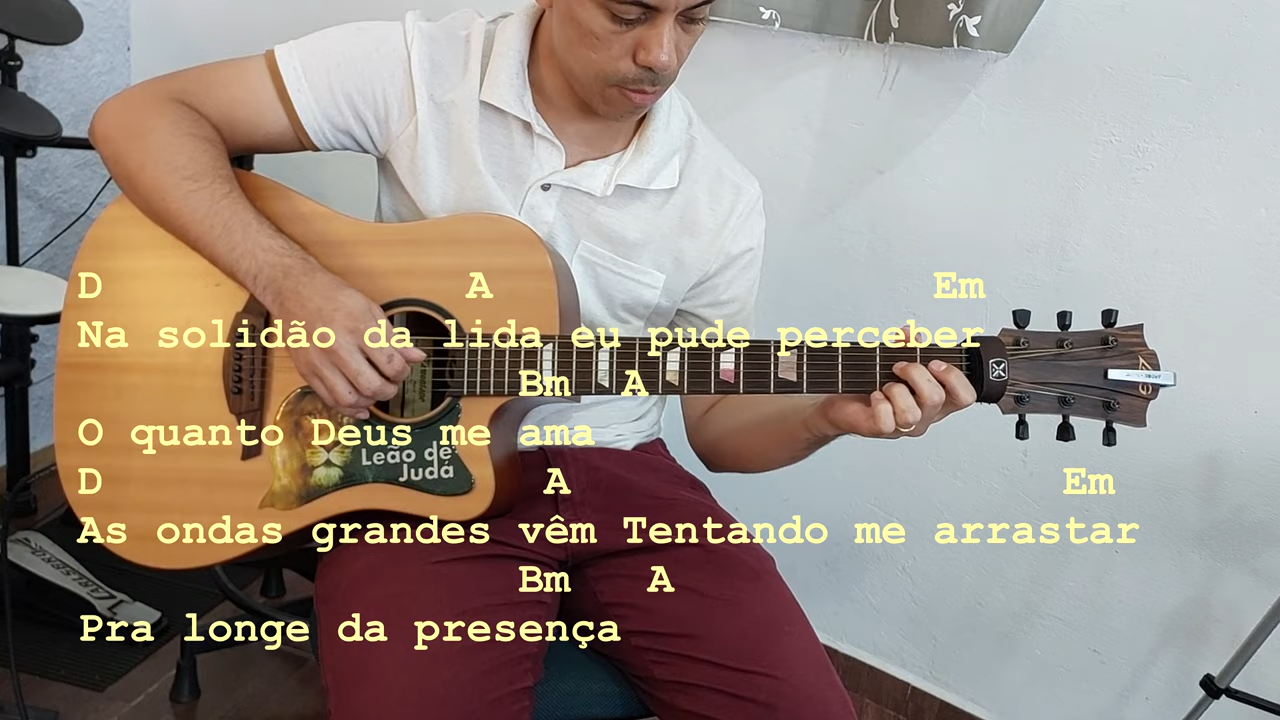 D A Em
Na solidão da lida eu pude perceber
Bm A
O quanto Deus me ama
D A Em
As ondas grandes vêm Tentando me arrastar
Bm A
Pra longe da presença
Leão de
Judá